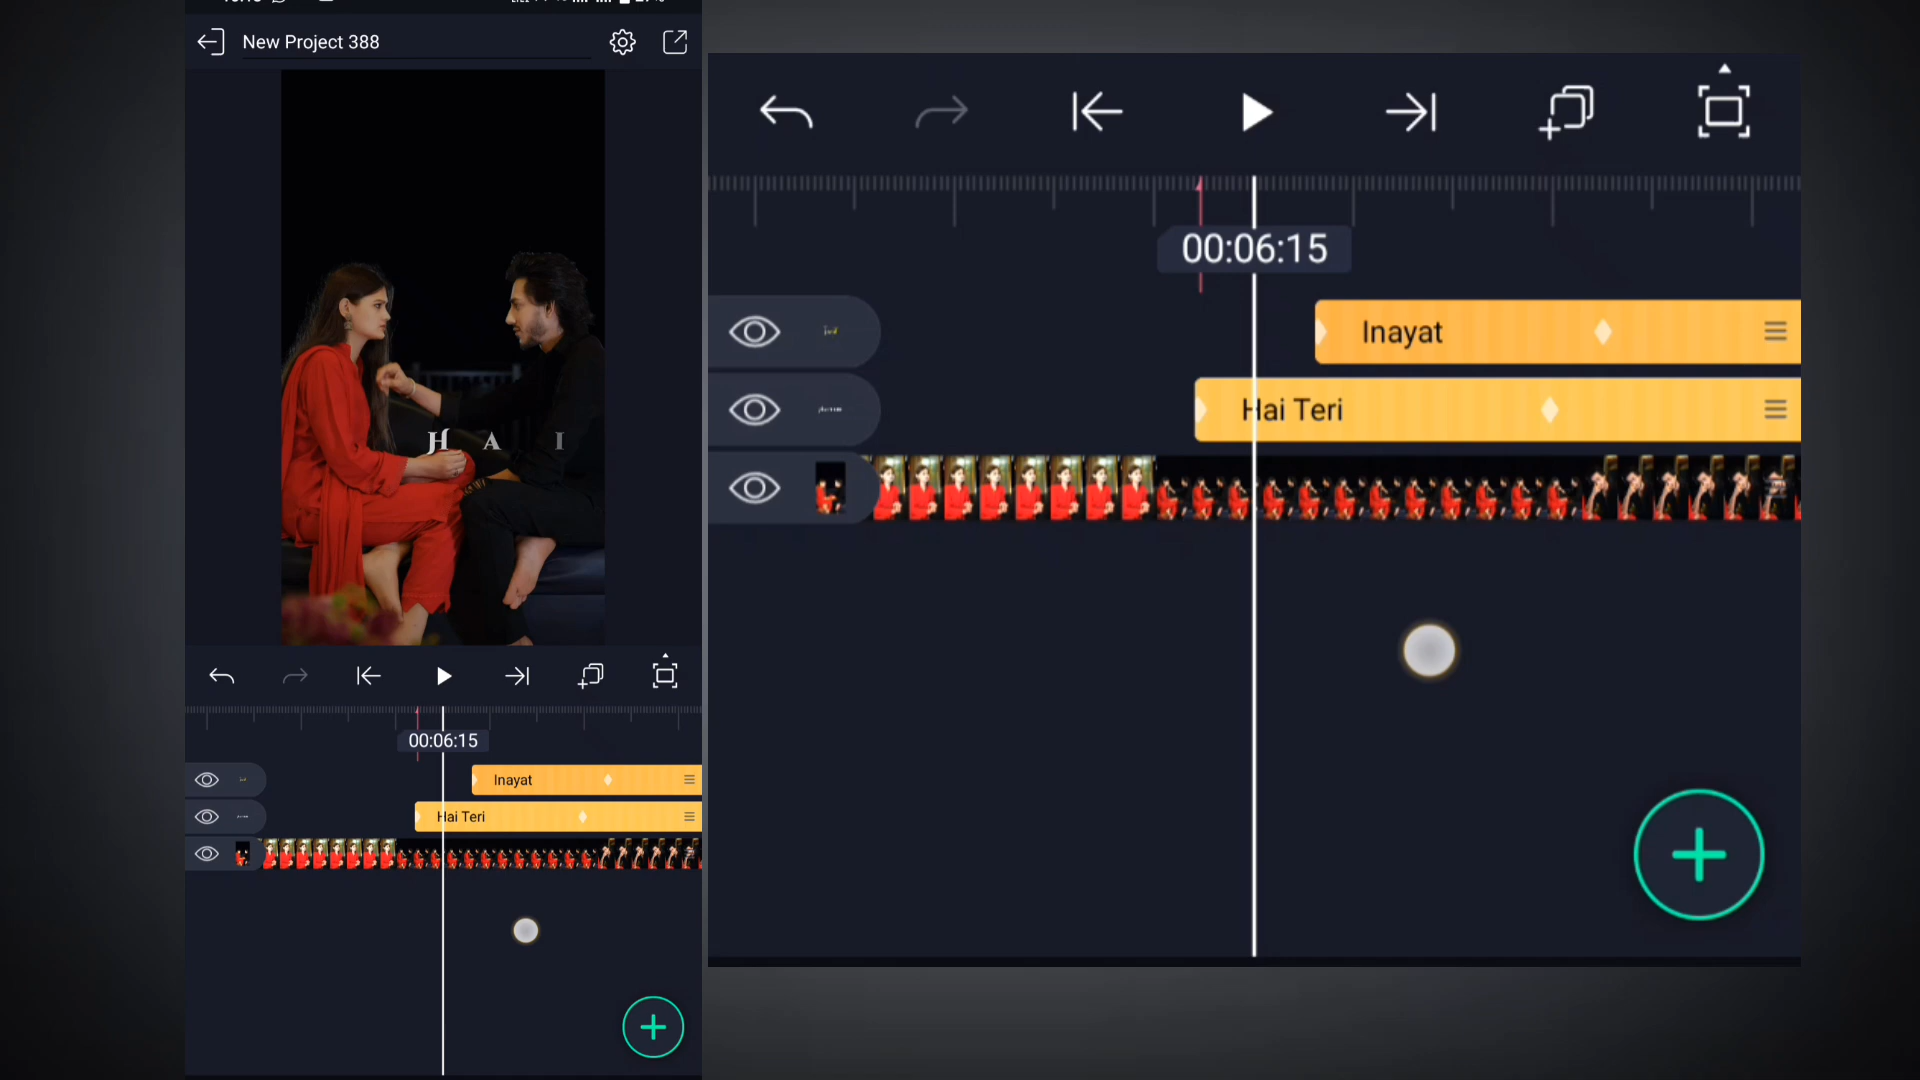 New Project 388
H A I
00:06:15
Inayat
Hai Teri
00:06:15
Inayat
Hai Teri